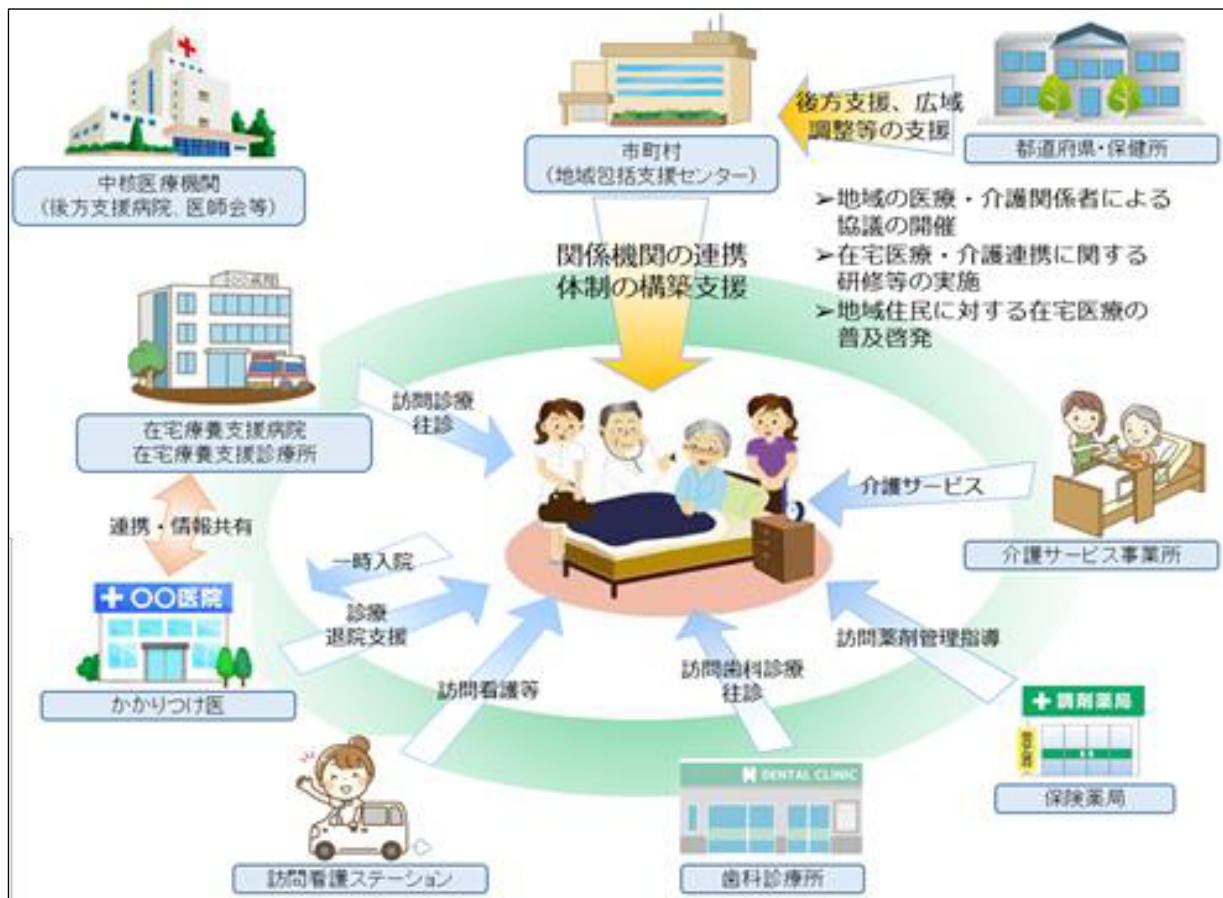 中核医療機関
（後方支援病院、医師会等）
市町村
（地域包括支援センター）
後方支援、広域
調整等の支援
都道府県・保健所
➢地域の医療・介護関係者による
協議の開催
➢在宅医療・介護連携に関する
研修等の実施
➢地域住民に対する在宅医療の
普及啓発
関係機関の連携
体制の構築支援
在宅療養支援病院
在宅療養支援診療所
訪問診療
往診
介護サービス
介護サービス事業所
連携・情報共有
一時入院
〇〇医院
診療
退院支援
かかりつけ医
訪問看護等
訪問歯科診療
往診
訪問薬剤管理指導
調剤薬局
保険薬局
DENTAL CLINIC
訪問看護ステーション
歯科診療所